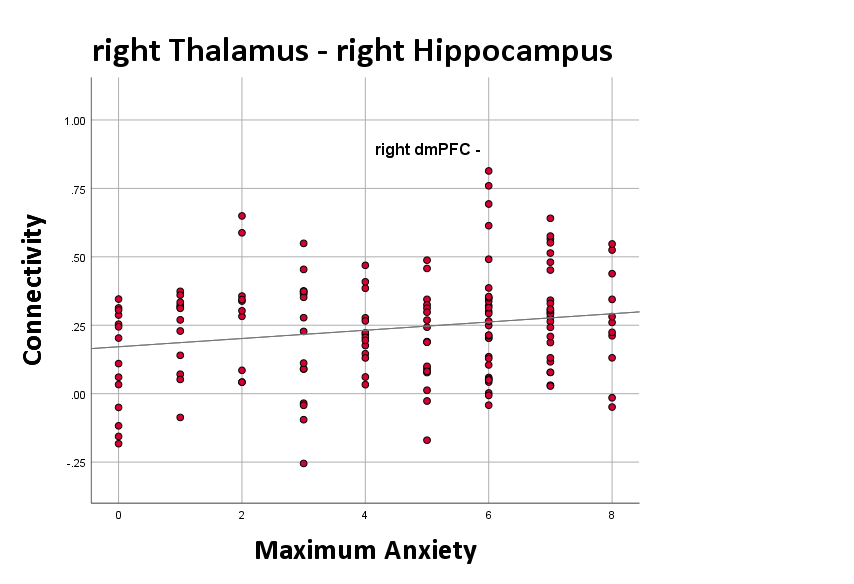 right Thalamus - right Hippocampus
1.00
right dmPFC -
.75
.50
.25
.00
-.25
Connectivity
0 2 4 6 8
Maximum Anxiety